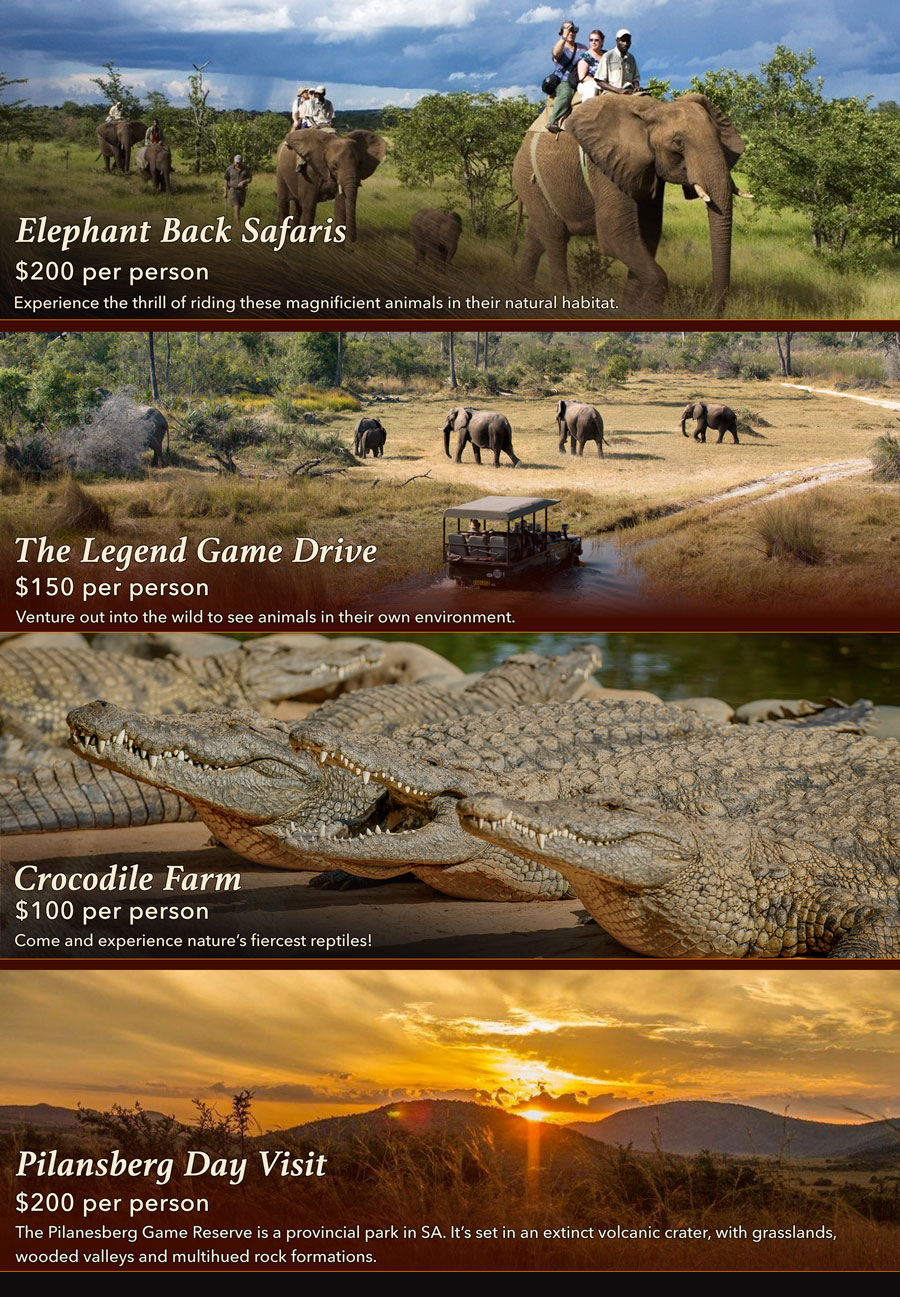 Elephant Back Safaris
$200 per person
Experience the thrill of riding these magnificient animals in their natural habitat.
The Legend Game Drive
$150 per person
Venture out into the wild to see animals in their own environment.
Crocodile Farm
$100 per person
Come and experience nature’s fiercest reptiles!
Pilansberg Day Visit
$200 per person
The Pilanesberg Game Reserve is a provincial park in SA. It’s set in an extinct volcanic crater, with grasslands,
wooded valleys and multihued rock formations.